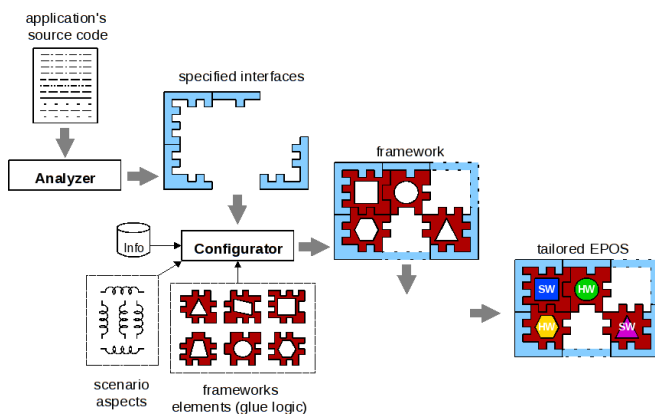 application's
source code
specified interfaces
framework
Analyzer
Info
Configurator
tailored EPOS
SW
HW
HW
SW
scenario
aspects
frameworks
elements (glue logic)